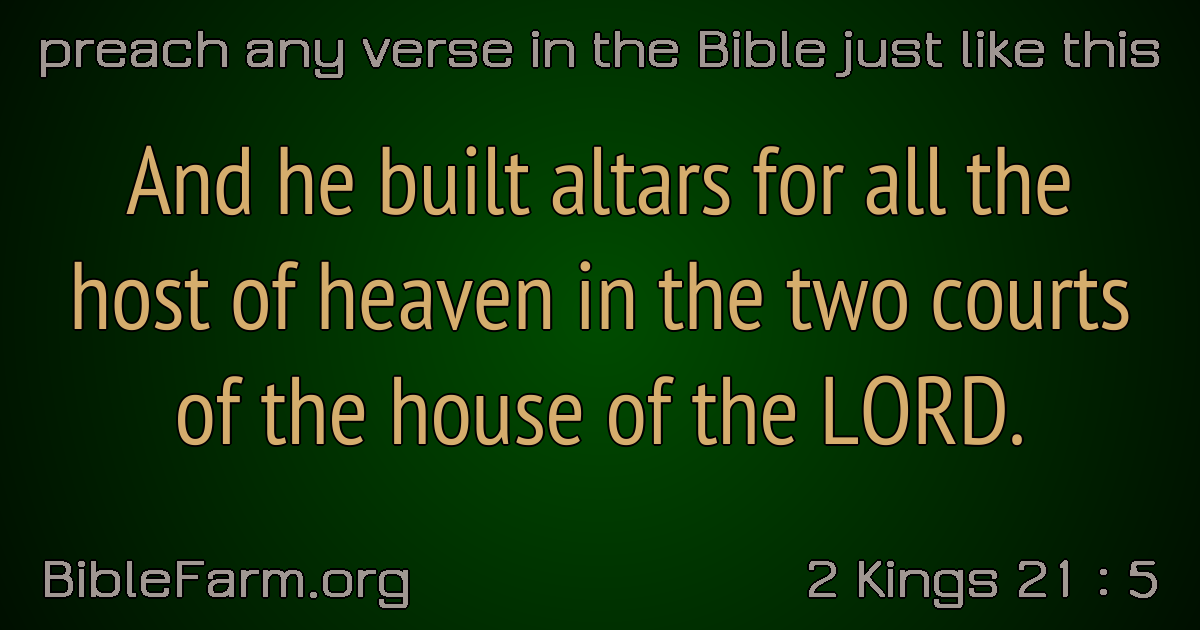 preach any verse in the Bible just like this
And he built altars for all the
host of heaven in the two courts
of the house of the LORD.
BibleFarm.org
2 Kings 21 : 5